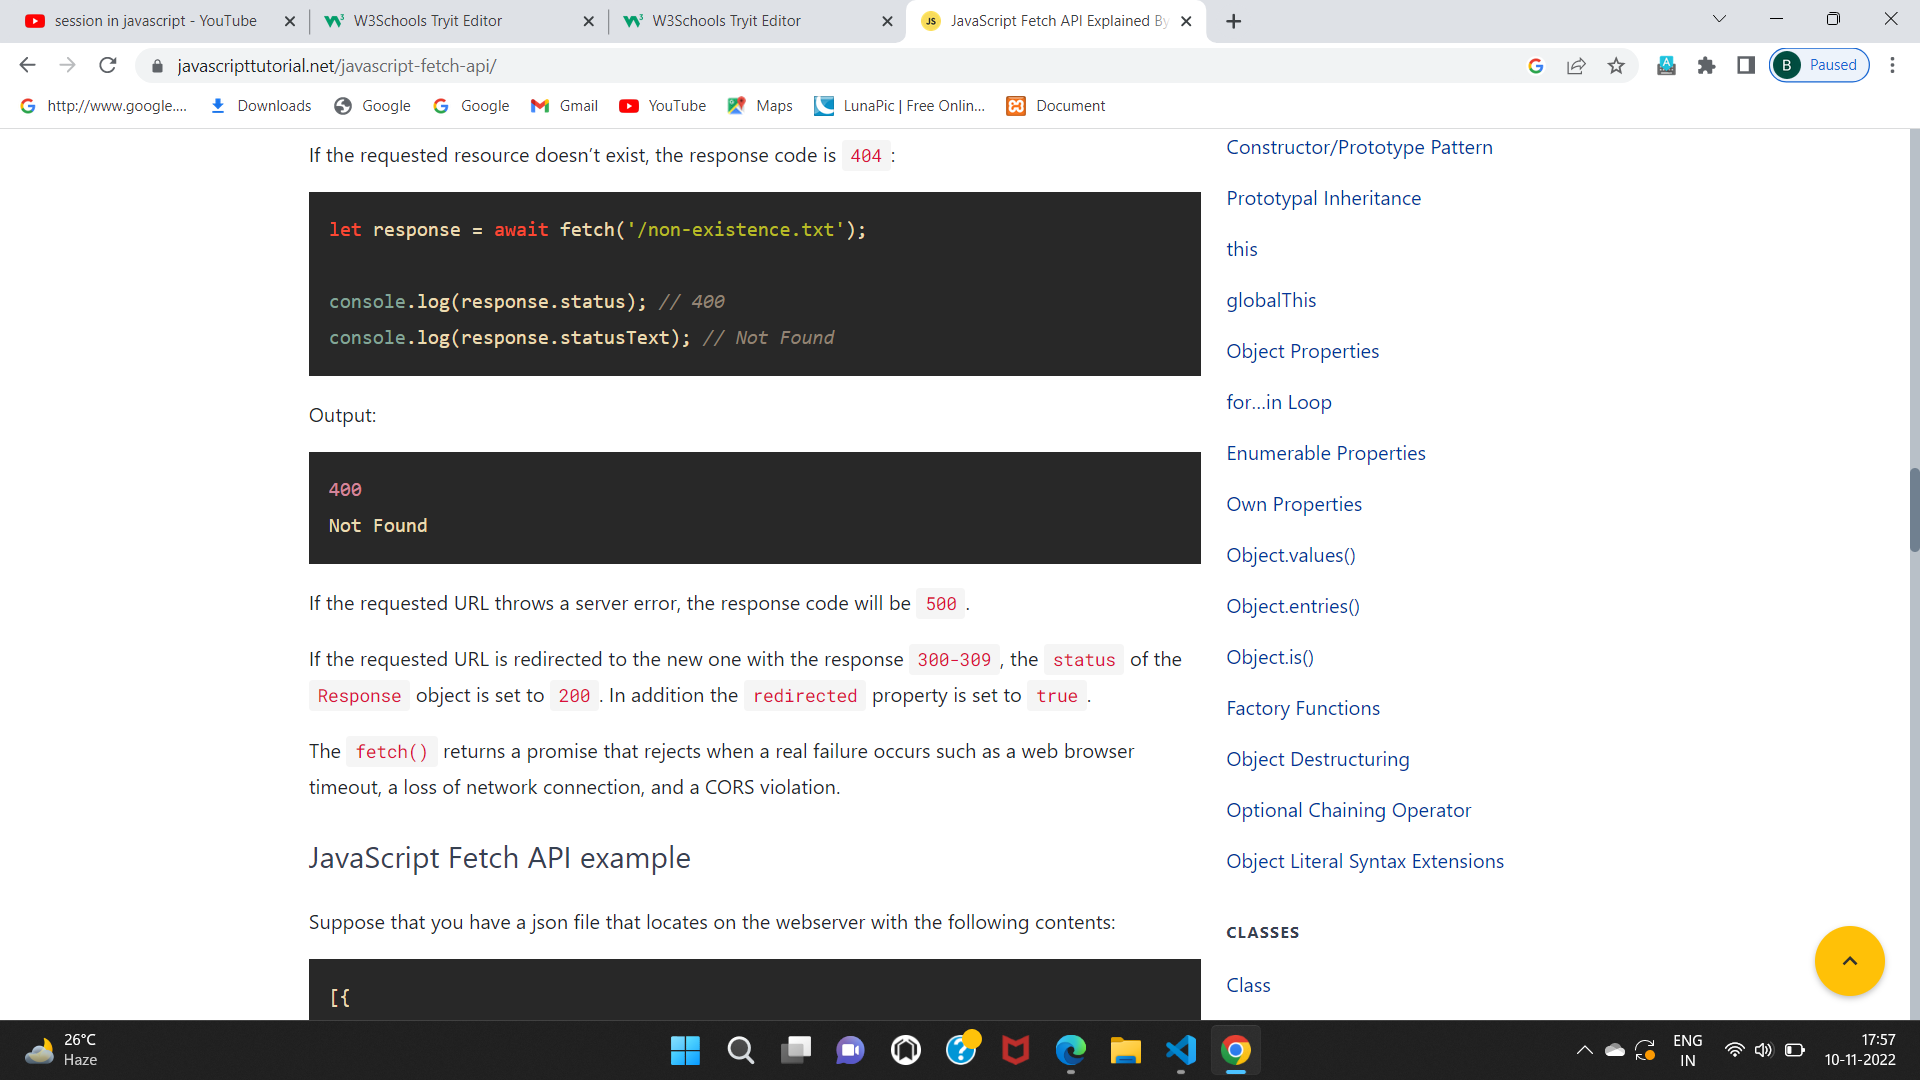 session in javascript - YouTube
W3Schools Tryit Editor
W3Schools Tryit Editor
JS
JavaScript Fetch API Explained By
javascripttutorial.net/javascript-fetch-api/
B
Paused
http://www.google....
Downloads
Google
Google
Gmail
YouTube
Maps
LunaPic | Free Onlin...
Document
If the requested resource doesn’t exist, the response code is 404 :
let response = await fetch('/non-existence.txt');
console.log(response.status); // 400
console.log(response.statusText); // Not Found
Output:
400
Not Found
If the requested URL throws a server error, the response code will be 500 .
If the requested URL is redirected to the new one with the response 300-309 , the status of the
Response object is set to 200 . In addition the redirected property is set to true .
The fetch() returns a promise that rejects when a real failure occurs such as a web browser
timeout, a loss of network connection, and a CORS violation.
JavaScript Fetch API example
Suppose that you have a json file that locates on the webserver with the following contents:
[{
Constructor/Prototype Pattern
Prototypal Inheritance
this
globalThis
Object Properties
for…in Loop
Enumerable Properties
Own Properties
Object.values()
Object.entries()
Object.is()
Factory Functions
Object Destructuring
Optional Chaining Operator
Object Literal Syntax Extensions
CLASSES
Class
26°C
Haze
ENG
IN
17:57
10-11-2022